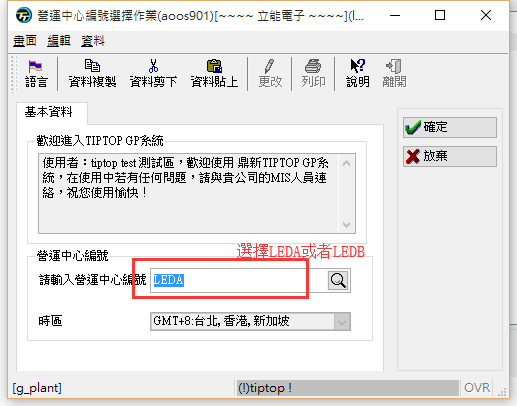 營運中心編號選擇作業(aoos901)[~~~~ 立能電子 ~~~~](l...
畫面 編輯 資料
語言 資料複製 資料剪下 資料貼上 更改 列印 說明 離開
基本資料
確定
放棄
歡迎進入TIPTOP GP系統
使用者：tiptop test 測試區，歡迎使用 鼎新TIPTOP GP系
統，在使用中若有任何問題，請與貴公司的MIS人員連
絡，祝您使用愉快！
營運中心編號
選擇LEDA或者LEDB
請輸入營運中心編號 LEDA
時區 GMT+8:台北, 香港, 新加坡
[g_plant] (!)tiptop ! OVR